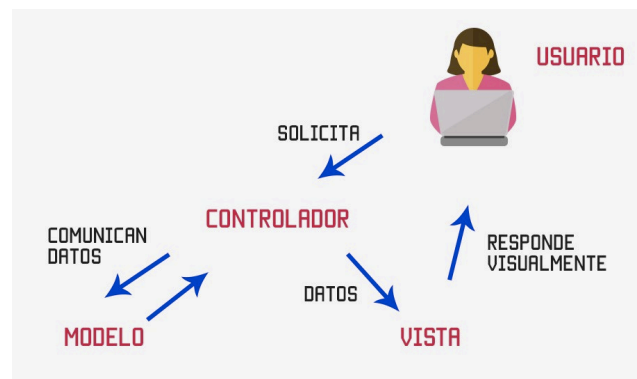 USUARIO
SOLICITA
CONTROLADOR
COMUNICAN
DATOS
RESPONDE
VISUALMENTE
DATOS
MODELO
VISTA